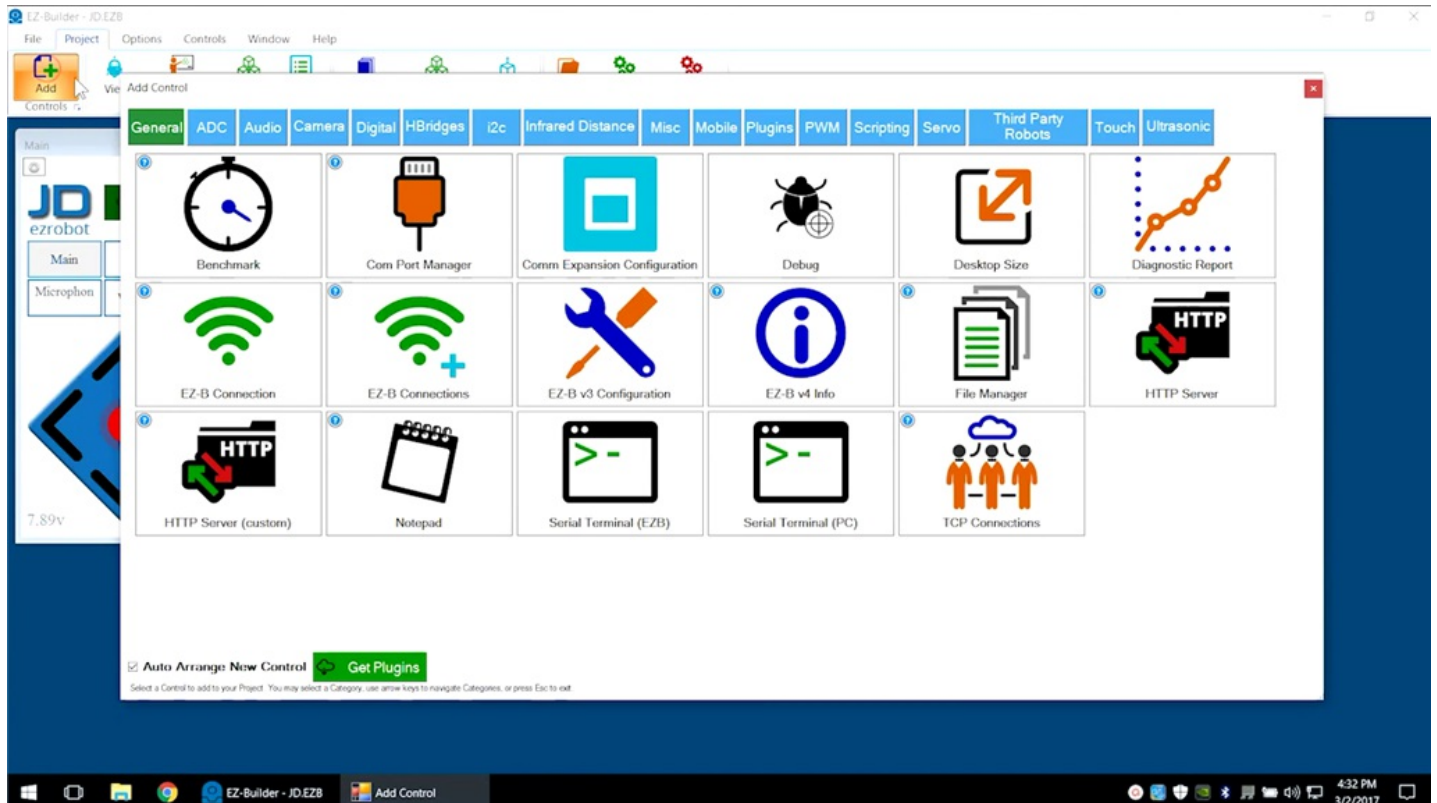 EZ-Builder - JD.EZB
File Project Options Controls Window Help
Add
Controls
Add Control
General ADC Audio Camera Digital HBridges i2c Infrared Distance Misc Mobile Plugins PWM Scripting Servo Third Party Robots Touch Ultrasonic
Main
JD
ezrobot
Main
Microphon
7.89v
Benchmark Com Port Manager Comm Expansion Configuration Debug Desktop Size Diagnostic Report
HTTP
EZ-B Connection EZ-B Connections EZ-B v3 Configuration EZ-B v4 Info File Manager HTTP Server
HTTP
HTTP Server (custom) Notepad Serial Terminal (EZB) Serial Terminal (PC) TCP Connections
Auto Arrange New Control Get Plugins
Select a Control to add to your Project. You may select a Category, use arrow keys to navigate Categories, or press Esc to exit
EZ-Builder - JD.EZB Add Control
4:32 PM
3/2/2017